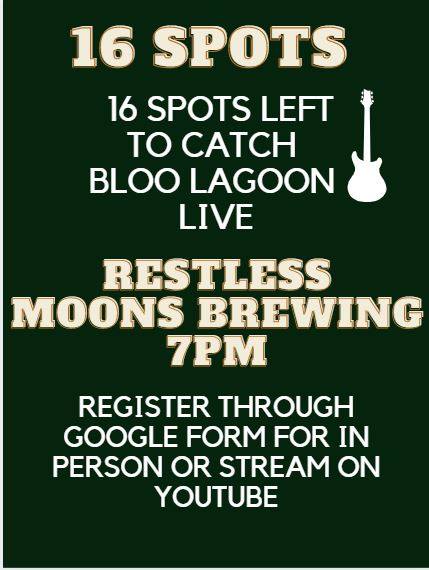 16 SPOTS
16 SPOTS LEFT
TO CATCH
BLOO LAGOON
LIVE
RESTLESS
MOONS BREWING
7PM
REGISTER THROUGH
GOOGLE FORM FOR IN
PERSON OR STREAM ON
YOUTUBE